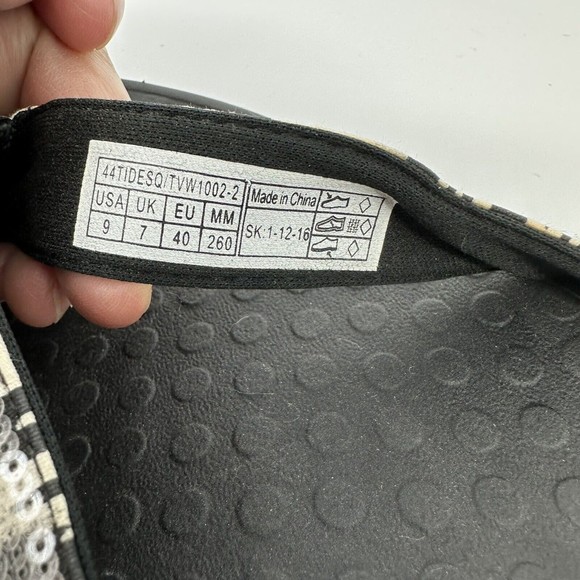 44TIDESQ/TVW1002-2
USA UK EU MM
9 7 40 260
Made in China
SK:1-12-16